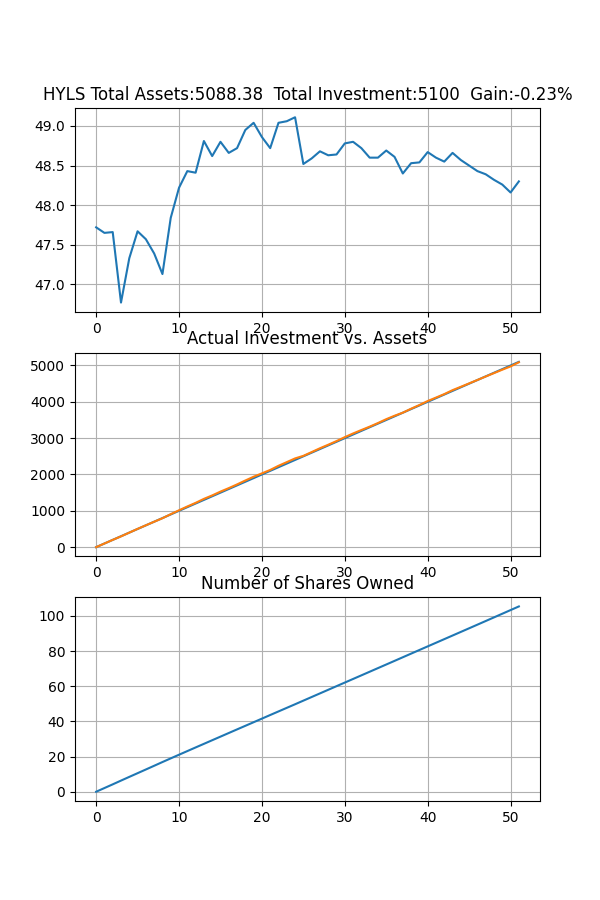 HYLS Total Assets:5088.38  Total Investment:5100  Gain:-0.23%
49.0
48.5
48.0
47.5
47.0
0 10 20 30 40 50
Actual Investment vs. Assets
5000
4000
3000
2000
1000
0
0 10 20 30 40 50
Number of Shares Owned
100
80
60
40
20
0
0 10 20 30 40 50